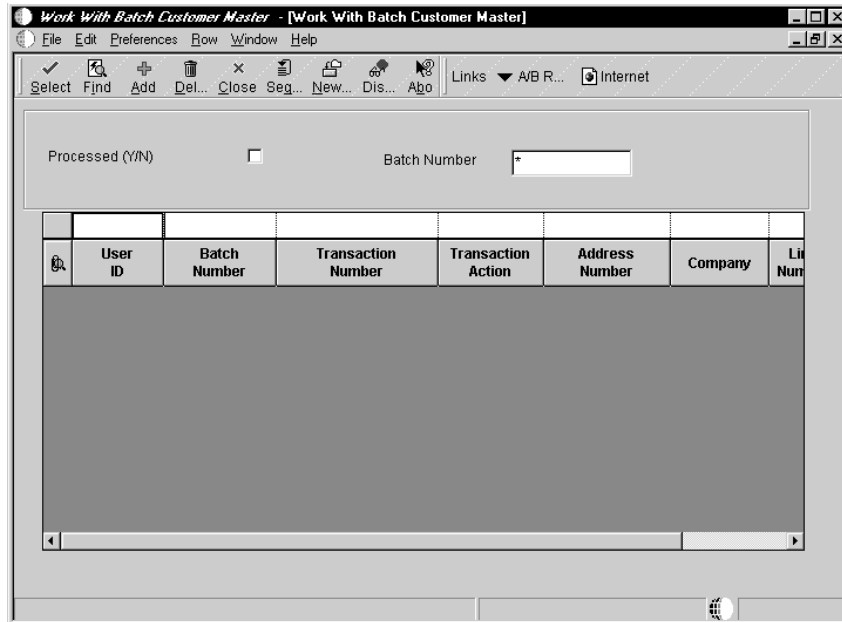 Work With Batch Customer Master - [Work With Batch Customer Master]
File Edit Preferences Row Window Help
Select Find Add Del... Close Seq... New... Dis... Abo Links A/B R... Internet
Processed (Y/N) Batch Number *
User ID Batch Number Transaction Number Transaction Action Address Number Company Li Num